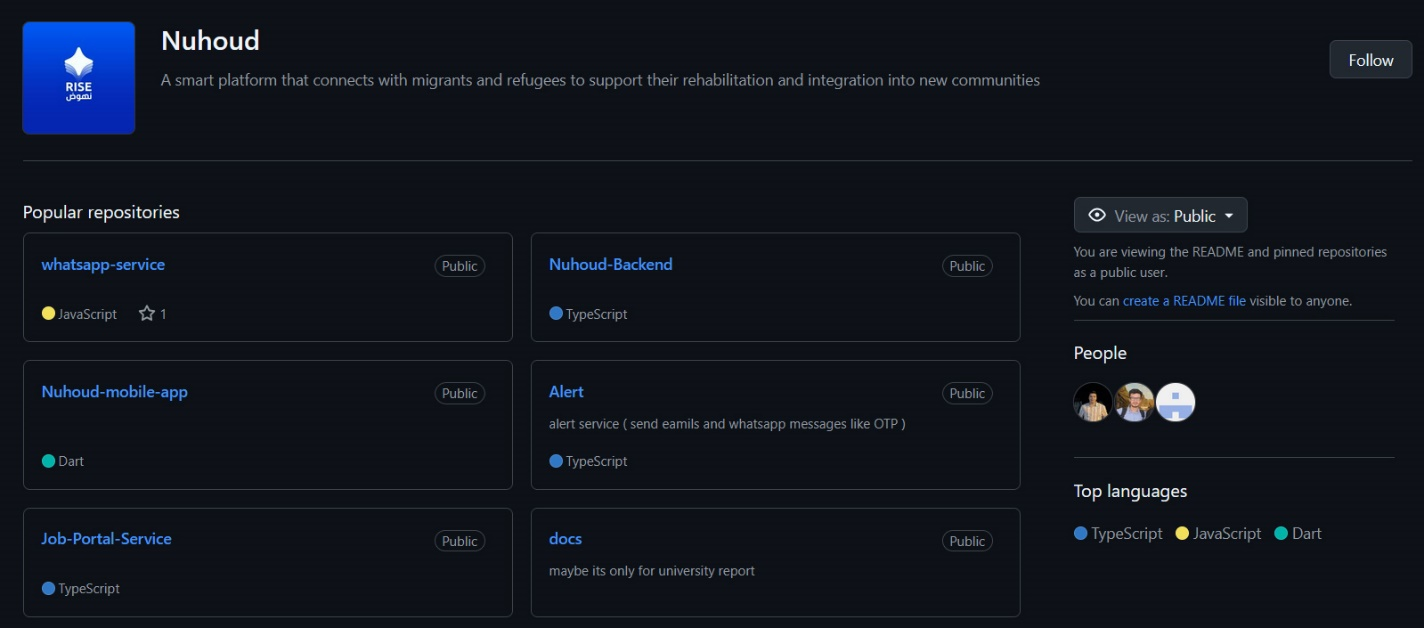 RISE
نهوض
Nuhoud
A smart platform that connects with migrants and refugees to support their rehabilitation and integration into new communities
Follow
Popular repositories
whatsapp-service
Public
JavaScript
1
Nuhoud-Backend
Public
TypeScript
Nuhoud-mobile-app
Public
Dart
Alert
Public
alert service ( send eamils and whatsapp messages like OTP )
TypeScript
Job-Portal-Service
Public
TypeScript
docs
Public
maybe its only for university report
View as: Public
You are viewing the README and pinned repositories
as a public user.
You can create a README file visible to anyone.
People
Top languages
TypeScript JavaScript Dart